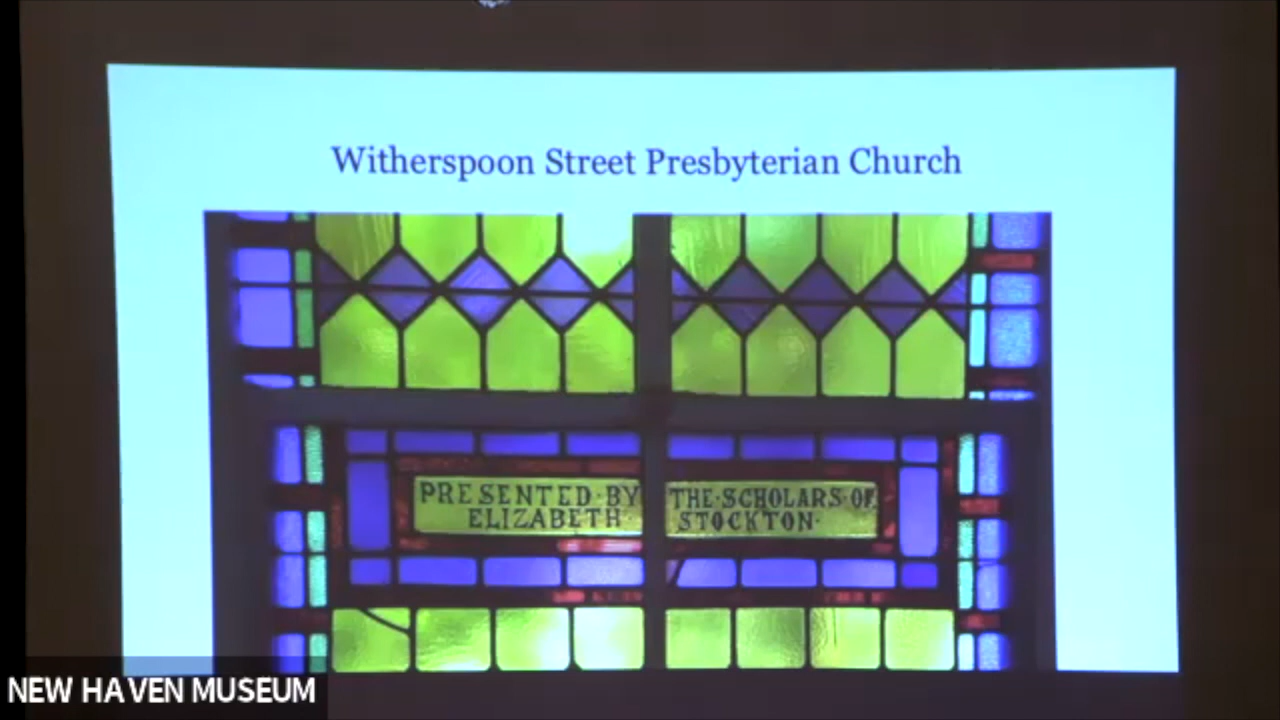 Witherspoon Street Presbyterian Church
PRESENTED·BY THE·SCHOLARS·OF
ELIZABETH· STOCKTON·
NEW HAVEN MUSEUM